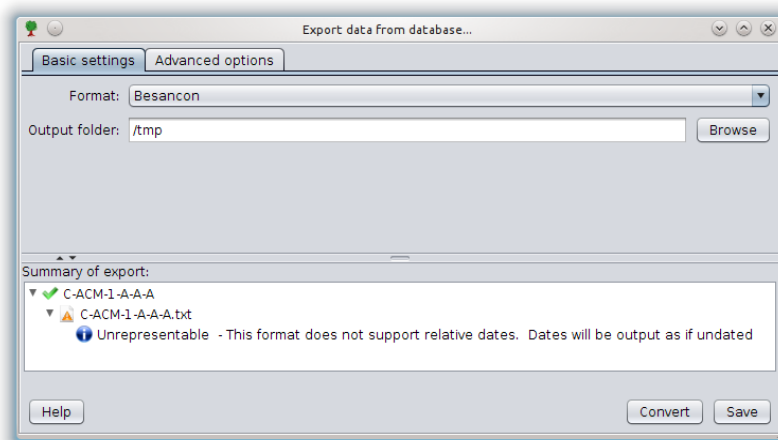 Export data from database...
Basic settings Advanced options
Format: Besancon
Output folder: /tmp Browse
Summary of export:
C-ACM-1-A-A-A
C-ACM-1-A-A-A.txt
Unrepresentable - This format does not support relative dates. Dates will be output as if undated
Help Convert Save